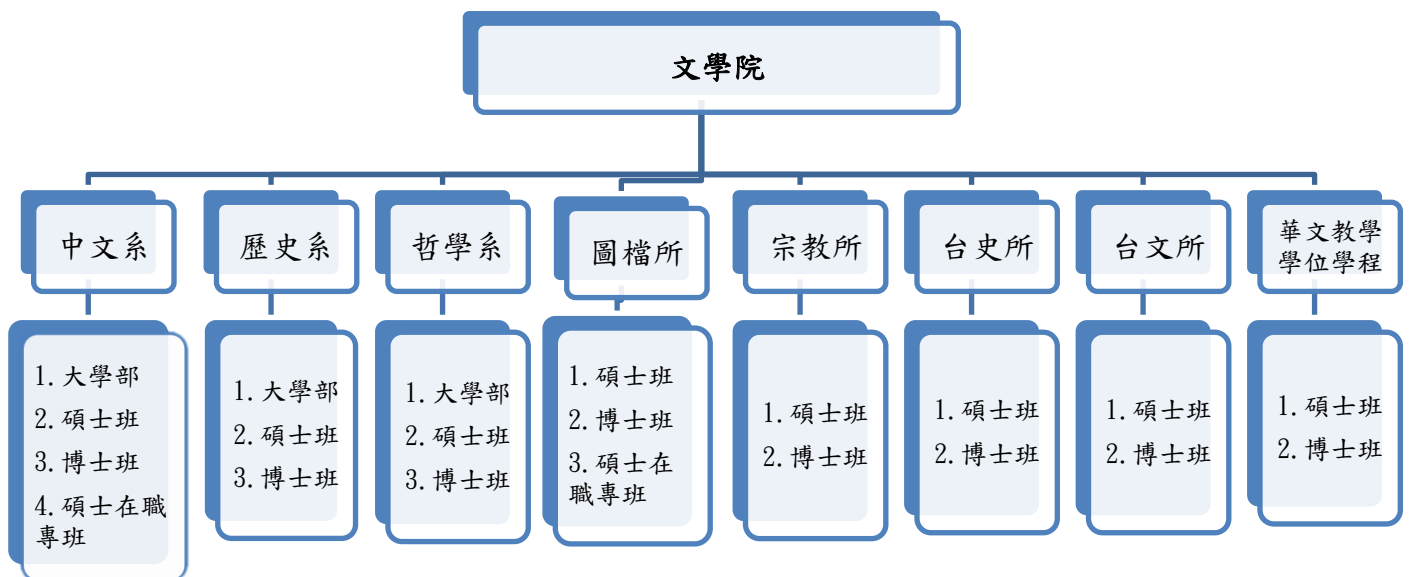 文學院
中文系
歷史系
哲學系
圖檔所
宗教所
台史所
台文所
華文教學
學位學程
1.大學部
2.碩士班
3.博士班
4.碩士在職
專班
1.大學部
2.碩士班
3.博士班
1.大學部
2.碩士班
3.博士班
1.碩士班
2.博士班
3.碩士在
職專班
1.碩士班
2.博士班
1.碩士班
2.博士班
1.碩士班
2.博士班
1.碩士班
2.博士班